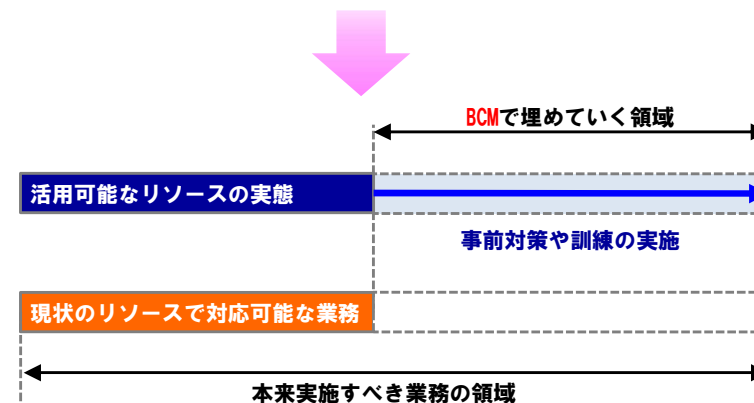 BCMで埋めていく領域
活用可能なリソースの実態
事前対策や訓練の実施
現状のリソースで対応可能な業務
本来実施すべき業務の領域